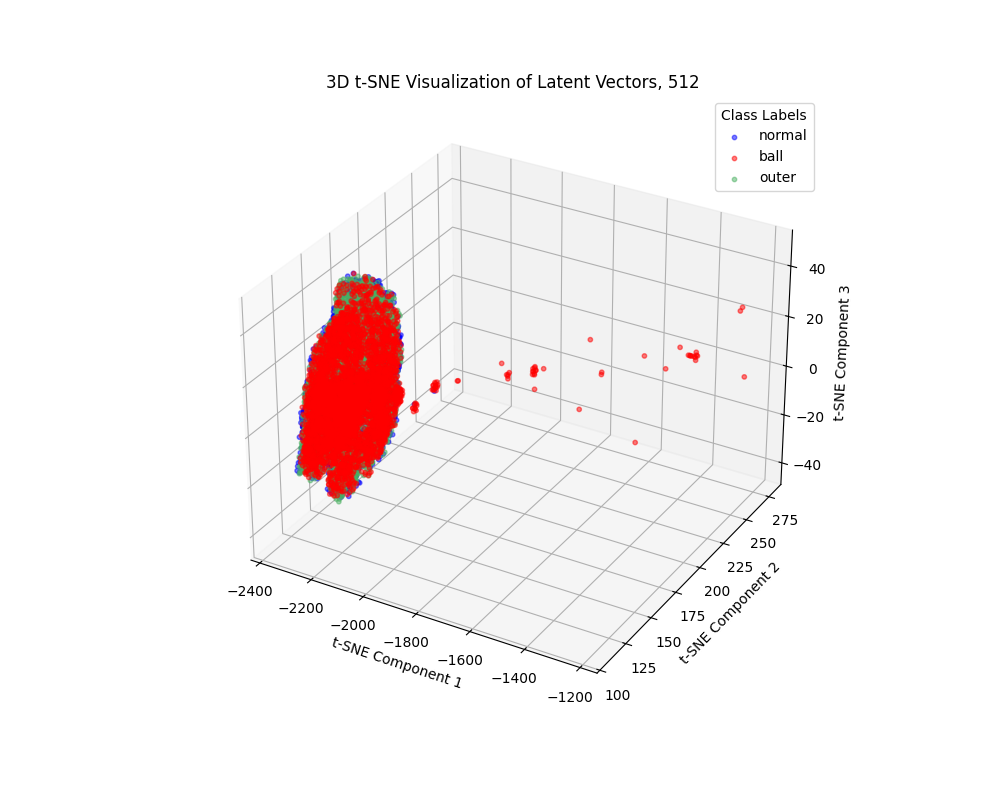 3D t-SNE Visualization of Latent Vectors, 512
Class Labels
normal
ball
outer
40
20
0
−20
−40
t-SNE Component 3
275
250
225
200
175
150
125
100
t-SNE Component 2
−2400
−2200
−2000
−1800
−1600
−1400
−1200
t-SNE Component 1